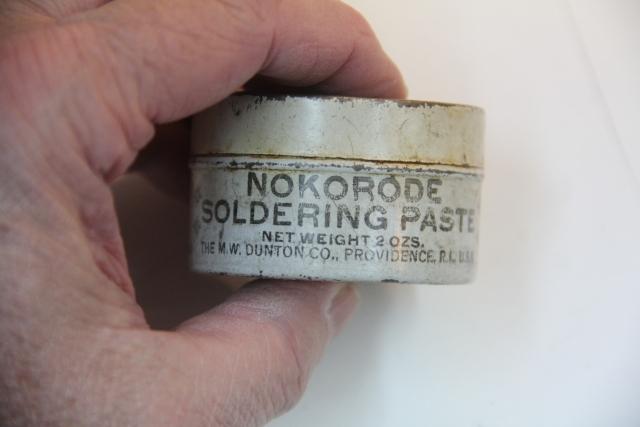 NOKORODE
SOLDERING PASTE
NET WEIGHT 2 OZS.
THE M.W. DUNTON CO., PROVIDENCE, R.I., U.S.A.